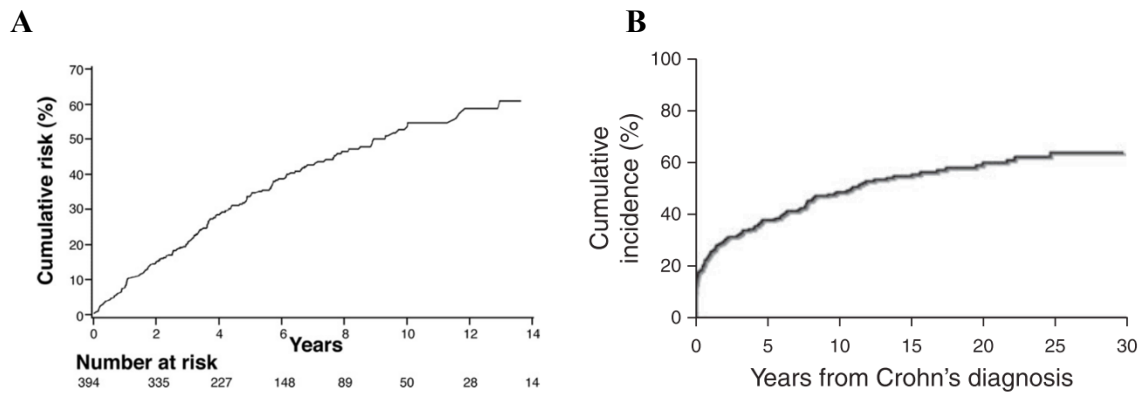 A
Cumulative risk (%)
70
60
50
40
30
20
10
0
0 2 4 6 8 10 12 14
Years
Number at risk
394 335 227 148 89 50 28 14
B
Cumulative
incidence (%)
100
80
60
40
20
0
0 5 10 15 20 25 30
Years from Crohn's diagnosis